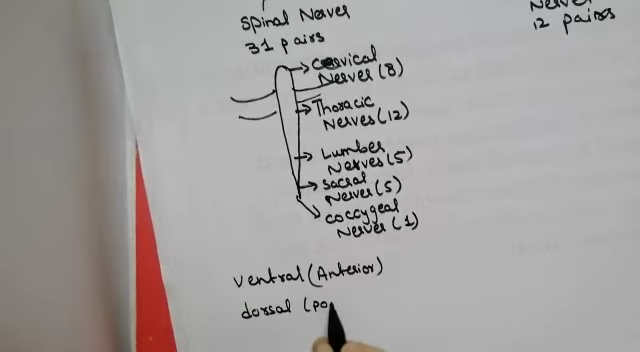 Spinal Nerves
31 pairs
Cervical
Nerves (8)
Thoracic
Nerves (12)
Lumber
Nerves (5)
sacral
Nerves (5)
coccygeal
Nerves (1)
Ventral (Anterior)
dorsal (po
Nerves
12 pairs